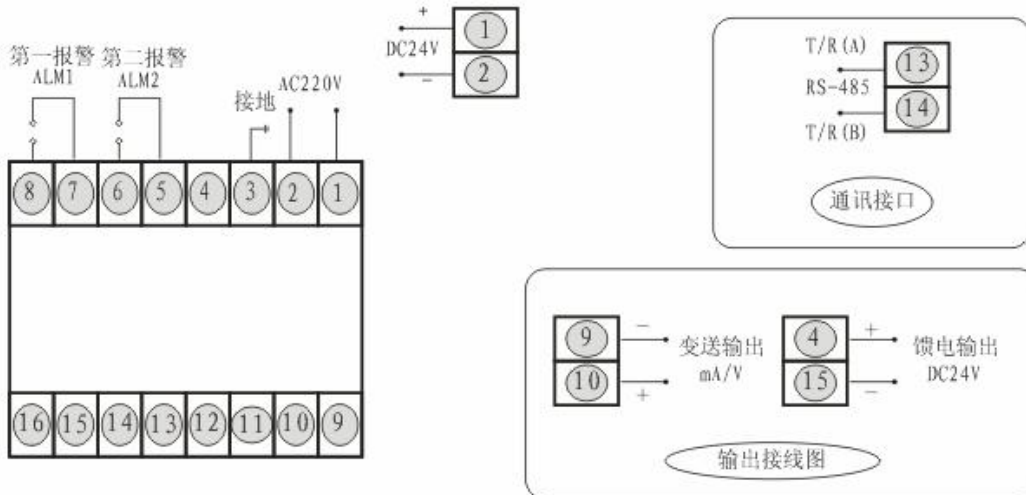 第一报警 第二报警
ALM1 ALM2
接地 AC220V
8 7 6 5 4 3 2 1
16 15 14 13 12 11 10 9
+
DC24V
−
1
2
T/R(A)
RS-485
T/R(B)
13
14
通讯接口
9 − 变送输出
10 + mA/V
4 + 馈电输出
15 − DC24V
输出接线图